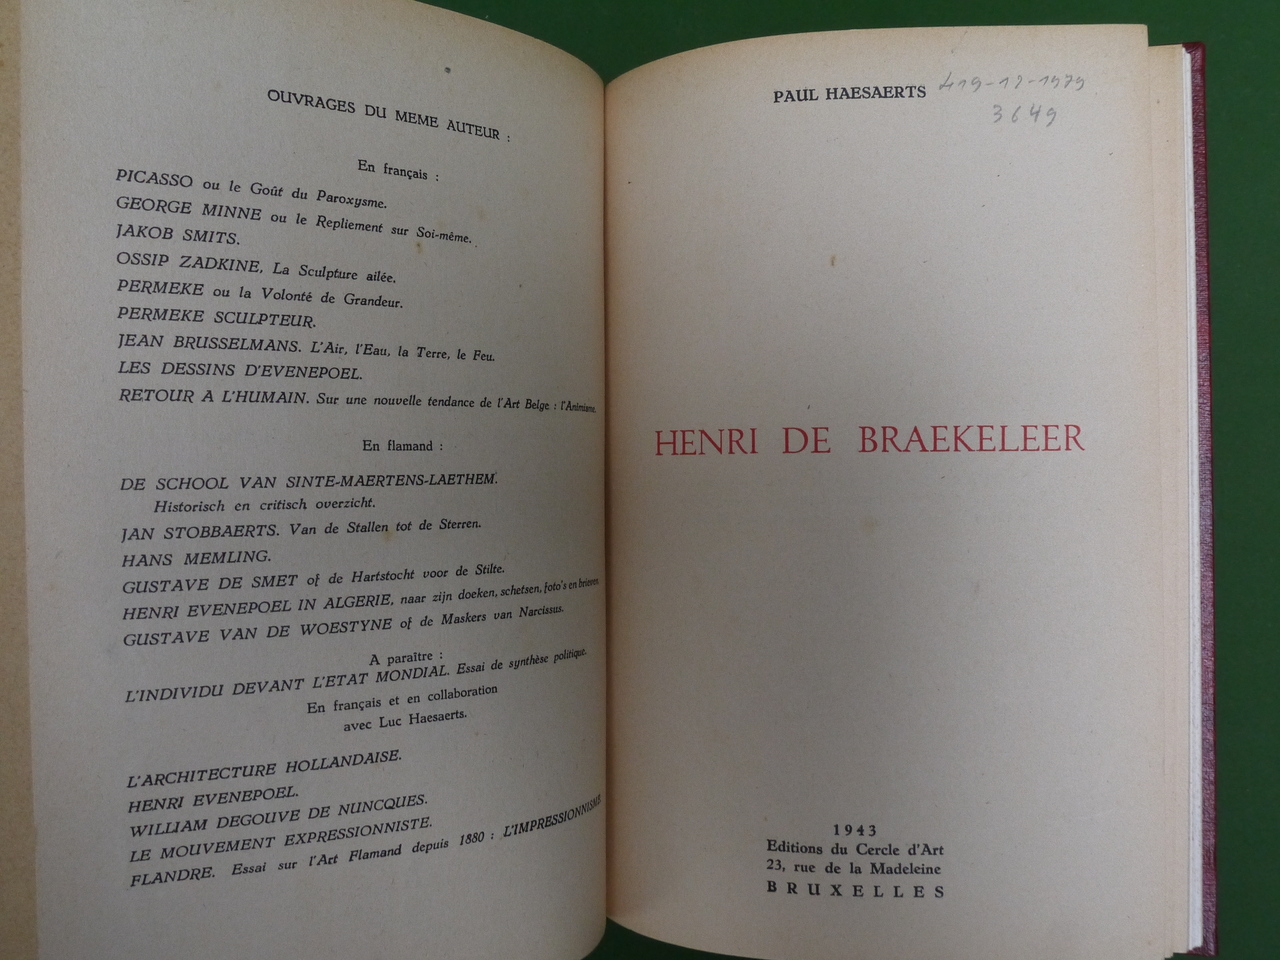 OUVRAGES DU MEME AUTEUR :
En français :
PICASSO ou le Goût du Paroxysme.
GEORGE MINNE ou le Repliement sur Soi-même.
JAKOB SMITS.
OSSIP ZADKINE, La Sculpture ailée.
PERMEKE ou la Volonté de Grandeur.
PERMEKE SCULPTEUR.
JEAN BRUSSELMANS. L'Air, l'Eau, la Terre, le Feu.
LES DESSINS D'EVENEPOEL.
RETOUR A L'HUMAIN. Sur une nouvelle tendance de l'Art Belge : l'Animisme.
En flamand :
DE SCHOOL VAN SINTE-MAERTENS-LAETHEM.
Historisch en critisch overzicht.
JAN STOBBAERTS. Van de Stallen tot de Sterren.
HANS MEMLING.
GUSTAVE DE SMET of de Hartstocht voor de Stilte.
HENRI EVENEPOEL IN ALGERIE, naar zijn doeken, schetsen, foto's en brieven.
GUSTAVE VAN DE WOESTYNE of de Maskers van Narcissus.
A paraître :
L'INDIVIDU DEVANT L'ETAT MONDIAL. Essai de synthèse politique.
En français et en collaboration
avec Luc Haesaerts.
L'ARCHITECTURE HOLLANDAISE.
HENRI EVENEPOEL.
WILLIAM DEGOUVE DE NUNCQUES.
LE MOUVEMENT EXPRESSIONNISTE.
FLANDRE. Essai sur l'Art Flamand depuis 1880 : L'IMPRESSIONNISME
PAUL HAESAERTS
19-12-1979
3649
HENRI DE BRAEKELEER
1943
Editions du Cercle d'Art
23, rue de la Madeleine
BRUXELLES